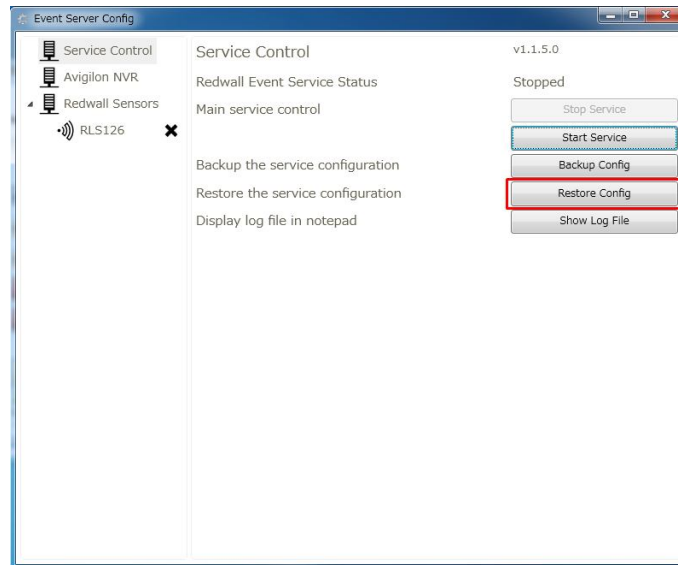 Event Server Config
Service Control
Avigilon NVR
Redwall Sensors
RLS126
Service Control v1.1.5.0
Redwall Event Service Status Stopped
Main service control Stop Service
Start Service
Backup the service configuration Backup Config
Restore the service configuration Restore Config
Display log file in notepad Show Log File